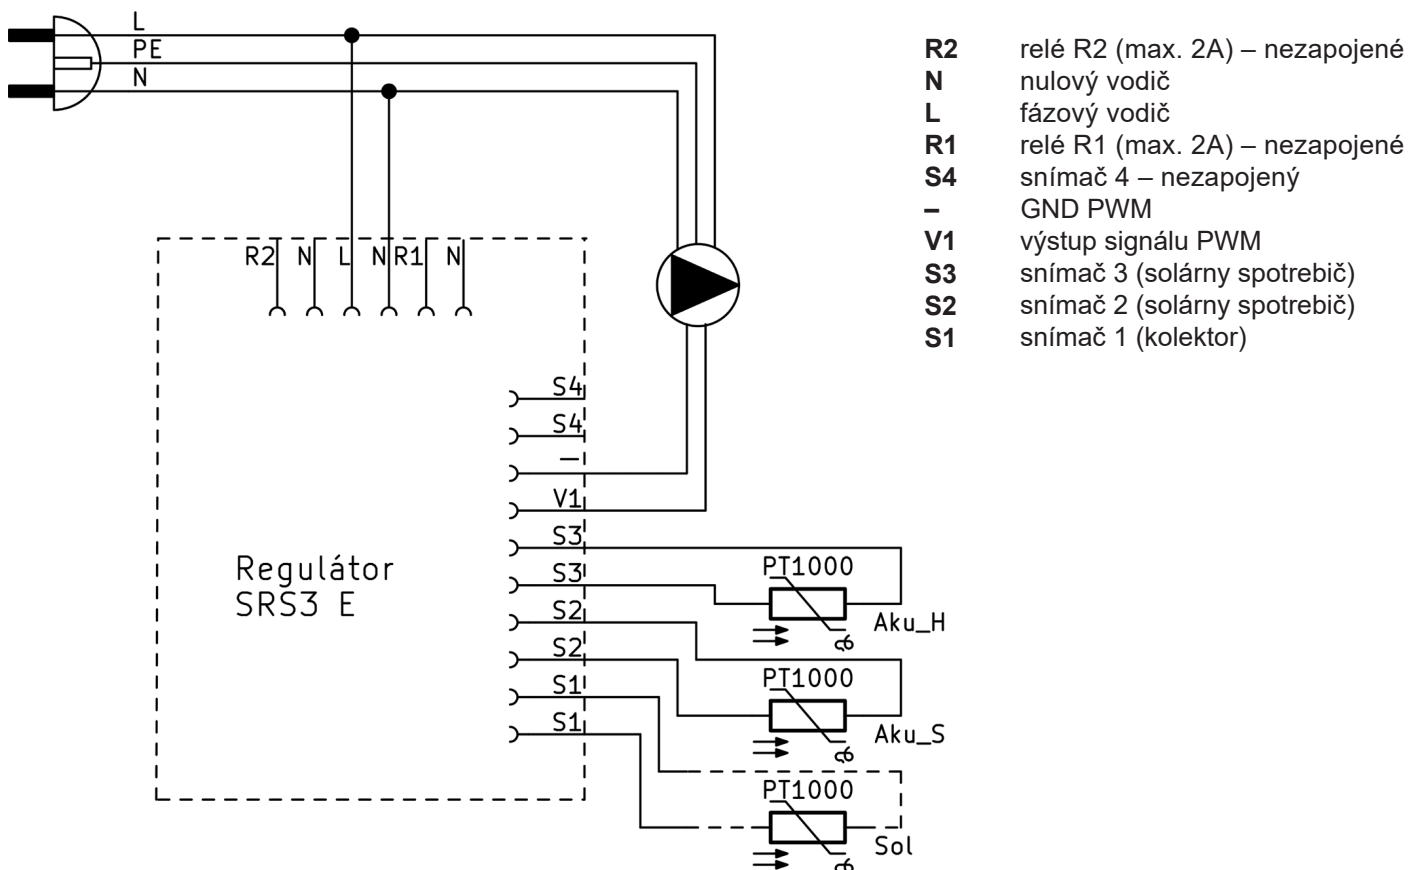 L
PE
N
R2 N L N R1 N
S4
S4
–
V1
S3
S3
S2
S2
S1
S1
Regulátor
SRS3 E
PT1000
Aku_H
PT1000
Aku_S
PT1000
Sol
R2 relé R2 (max. 2A) – nezapojené
N nulový vodič
L fázový vodič
R1 relé R1 (max. 2A) – nezapojené
S4 snímač 4 – nezapojený
– GND PWM
V1 výstup signálu PWM
S3 snímač 3 (solárny spotrebič)
S2 snímač 2 (solárny spotrebič)
S1 snímač 1 (kolektor)